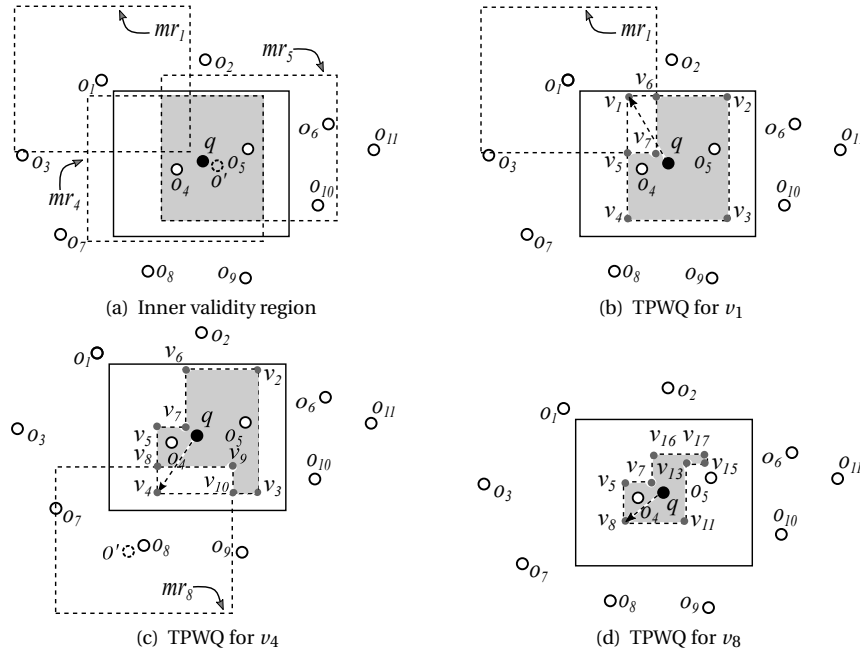 mr1
mr5
o2
o1
o6
o11
q
o5
o'
o3
o4
mr4
o10
o7
o8
o9
(a) Inner validity region
mr1
o2
o1
v6
v1
v2
o6
o11
q
v7
o5
o3
v5
o4
o10
v4
v3
o7
o8
o9
(b) TPWQ for v1
o2
o1
v6
v2
o6
o11
v7
q
o3
v5
o5
v8
o4
v9
o10
v4
v10
v3
o7
o'
o8
o9
mr8
(c) TPWQ for v4
o2
o1
v16
v17
o6
v5
v7
v13
v15
o11
o3
o5
o4
q
v8
v11
o10
o7
o8
o9
(d) TPWQ for v8